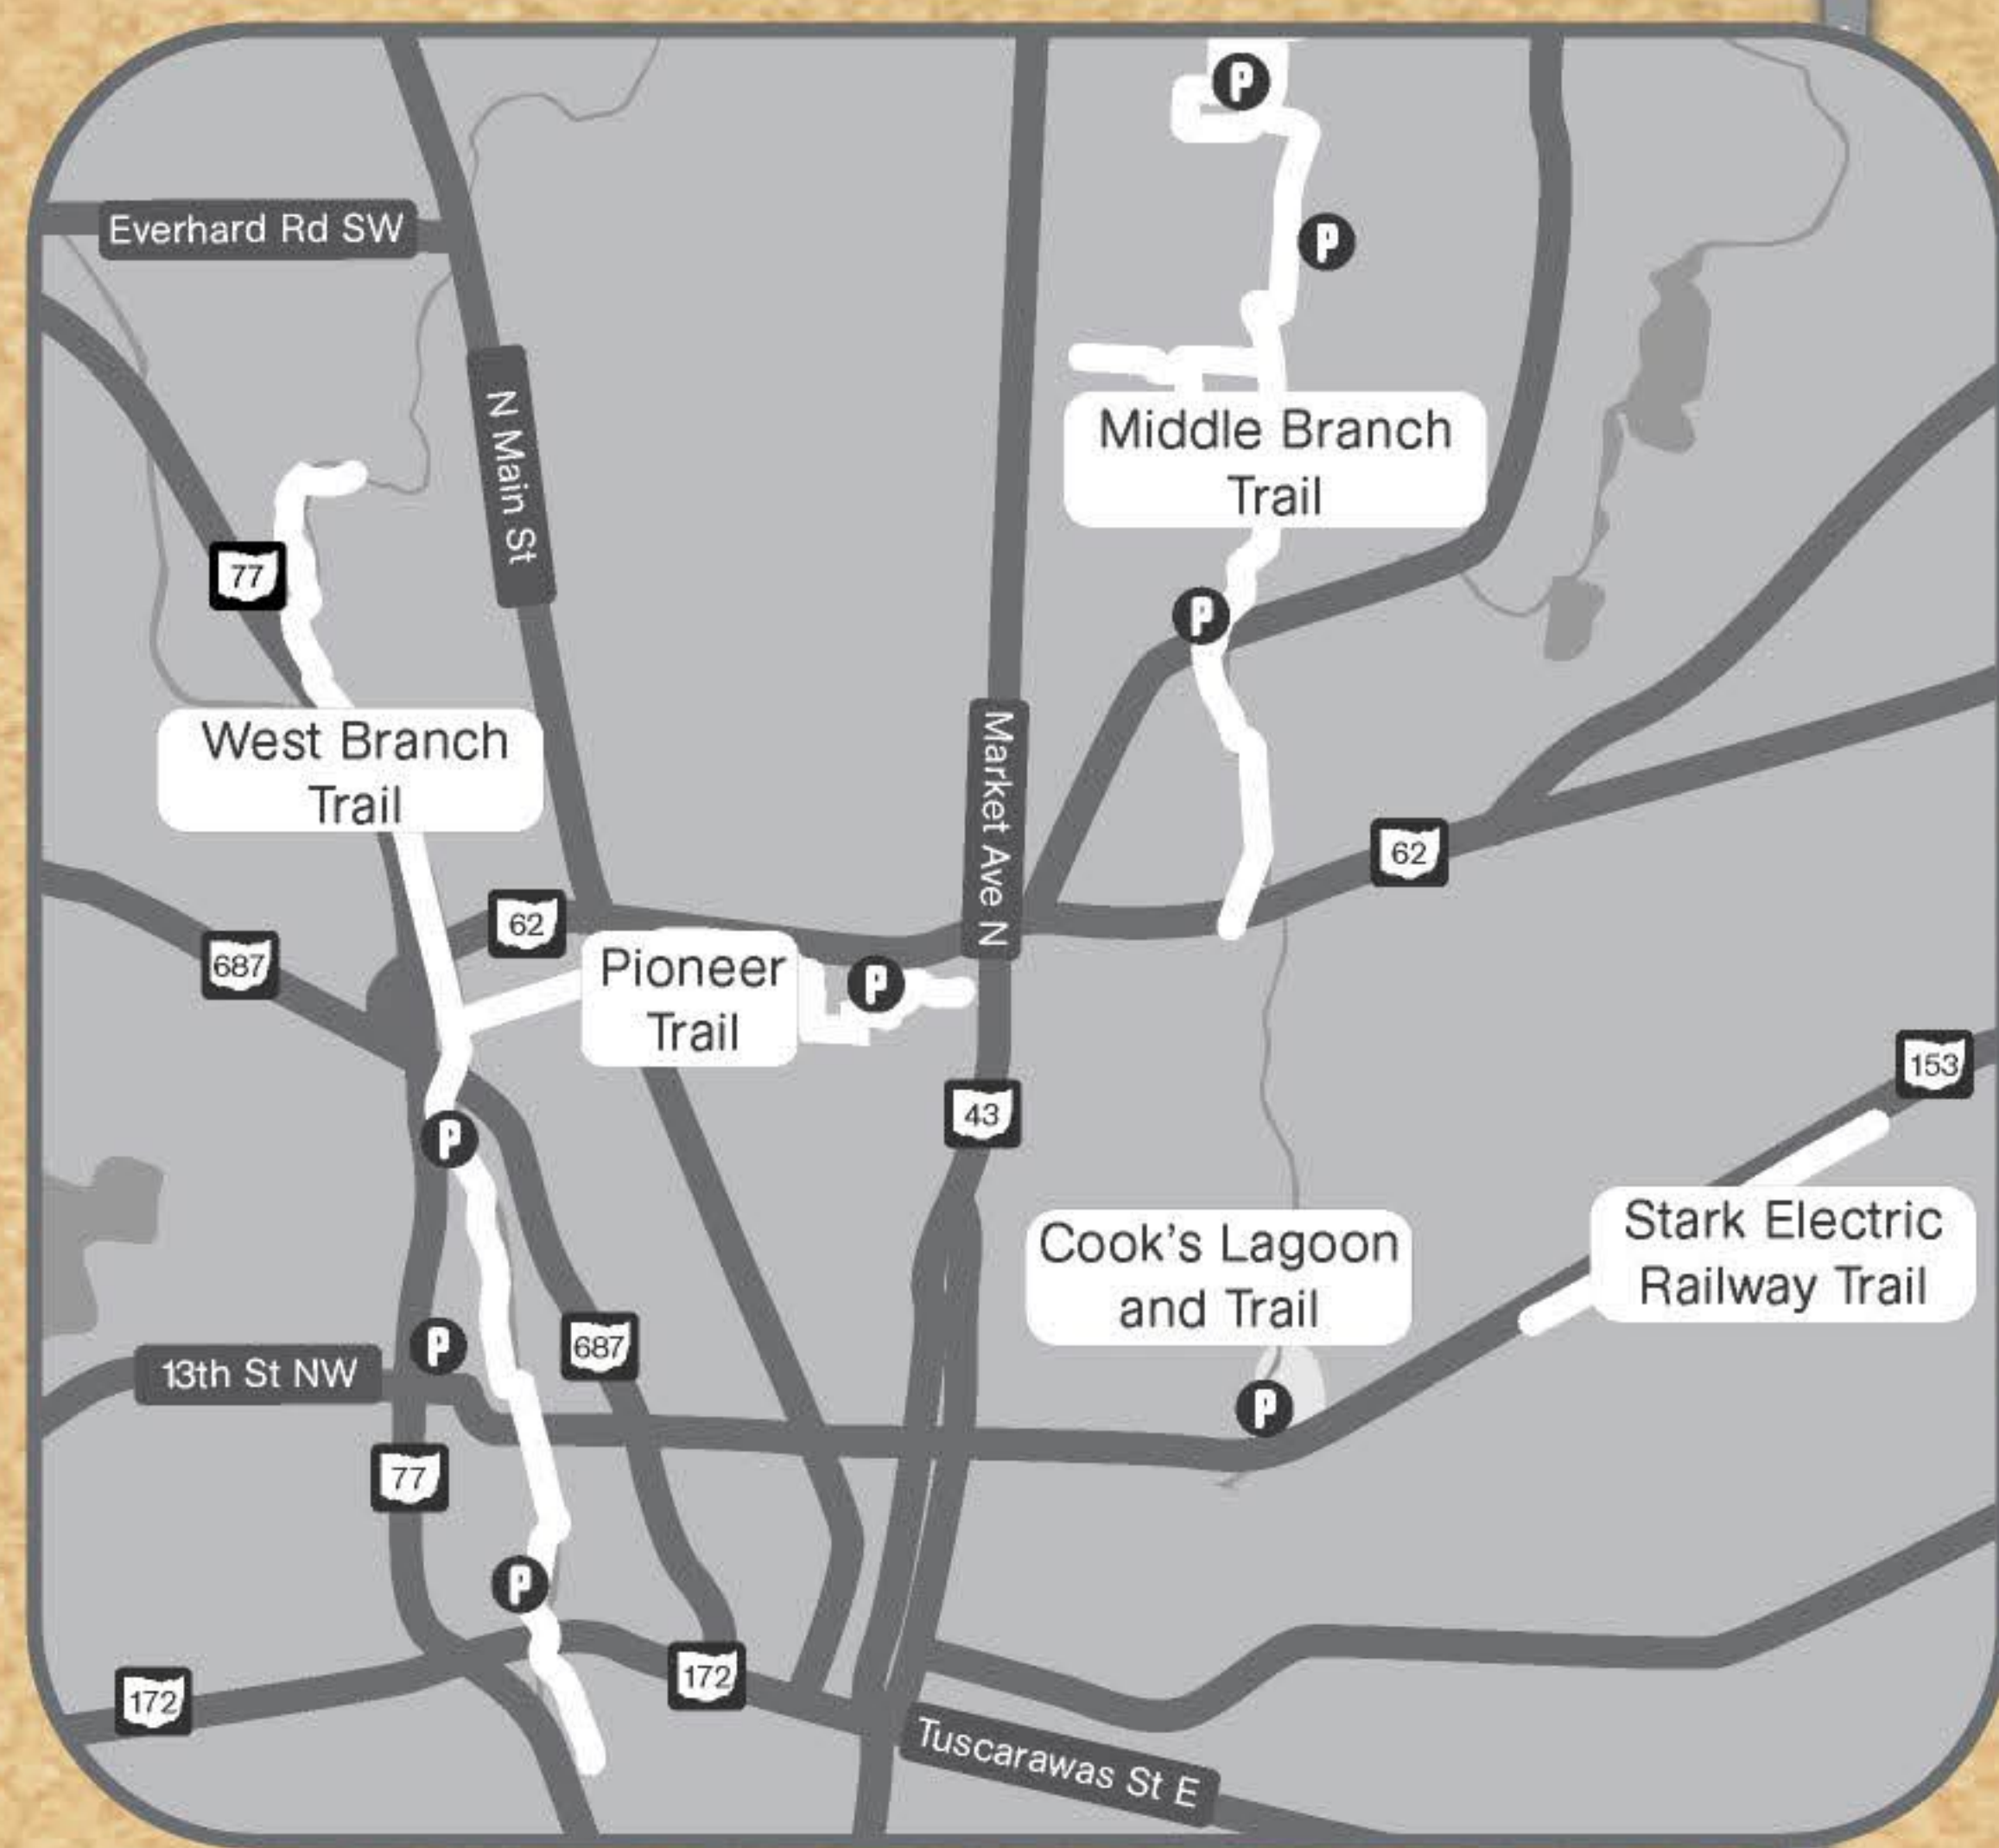 P
Everhard Rd SW
P
N Main St
Middle Branch
Trail
77
P
West Branch
Trail
Market Ave N
62
62
687
Pioneer
Trail
P
153
43
P
Stark Electric
Railway Trail
Cook's Lagoon
and Trail
P
687
13th St NW
P
77
P
172
172
Tuscarawas St E